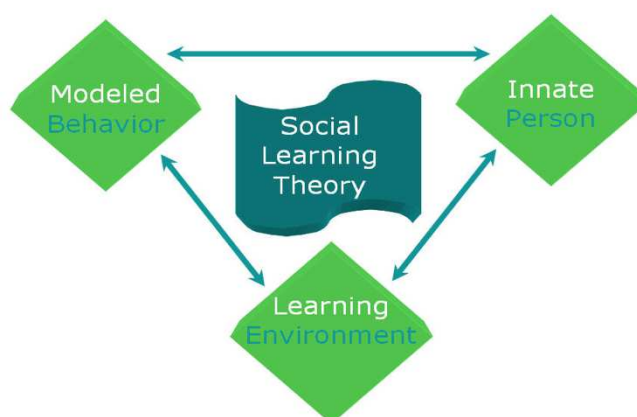 Modeled
Behavior
Innate
Person
Social
Learning
Theory
Learning
Environment